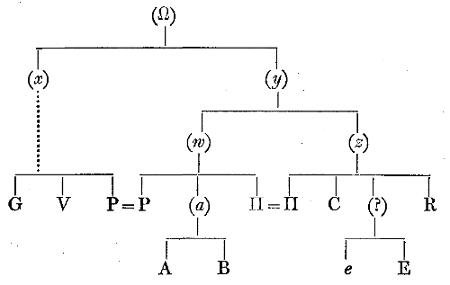 (Ω)
(x) (y)
(w) (z)
G V P=P (a) Π=Π C (?) R
A B e E